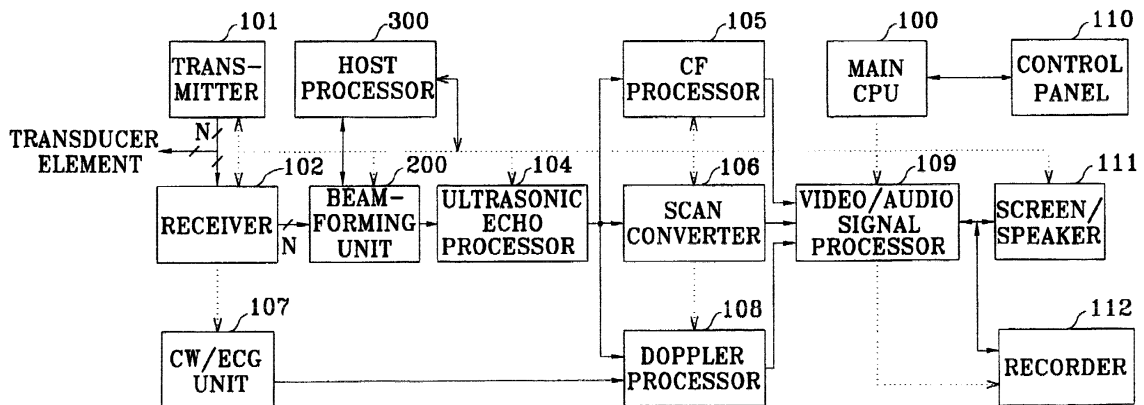 101
300
105
100
110
TRANS-
MITTER
HOST
PROCESSOR
CF
PROCESSOR
MAIN
CPU
CONTROL
PANEL
N
TRANSDUCER
ELEMENT
102
200
104
106
109
111
RECEIVER
N
BEAM-
FORMING
UNIT
ULTRASONIC
ECHO
PROCESSOR
SCAN
CONVERTER
VIDEO/AUDIO
SIGNAL
PROCESSOR
SCREEN/
SPEAKER
107
108
112
CW/ECG
UNIT
DOPPLER
PROCESSOR
RECORDER